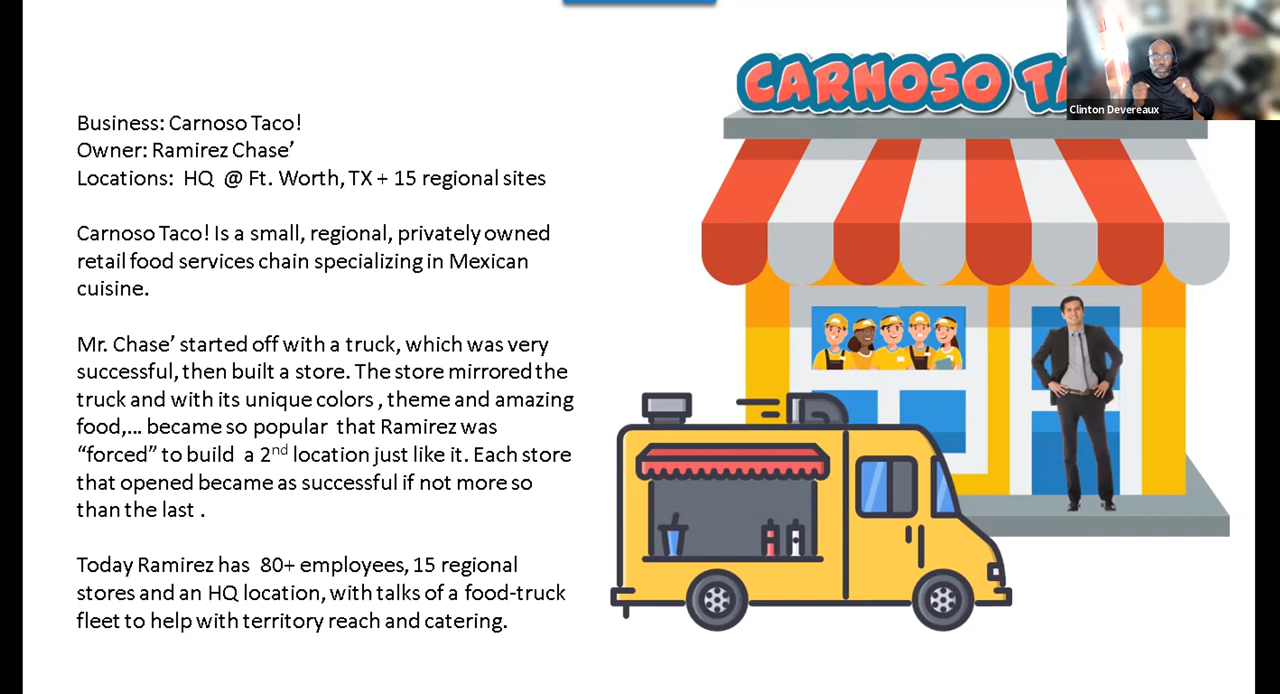 Business: Carnoso Taco!
Owner: Ramirez Chase’
Locations:  HQ  @ Ft. Worth, TX + 15 regional sites
Carnoso Taco! Is a small, regional, privately owned
retail food services chain specializing in Mexican
cuisine.
Mr. Chase’ started off with a truck, which was very
successful, then built a store. The store mirrored the
truck and with its unique colors , theme and amazing
food,… became so popular  that Ramirez was
“forced” to build  a 2nd location just like it. Each store
that opened became as successful if not more so
than the last .
Today Ramirez has  80+ employees, 15 regional
stores and an HQ location, with talks of a food-truck
fleet to help with territory reach and catering.
CARNOSO
Clinton Devereaux